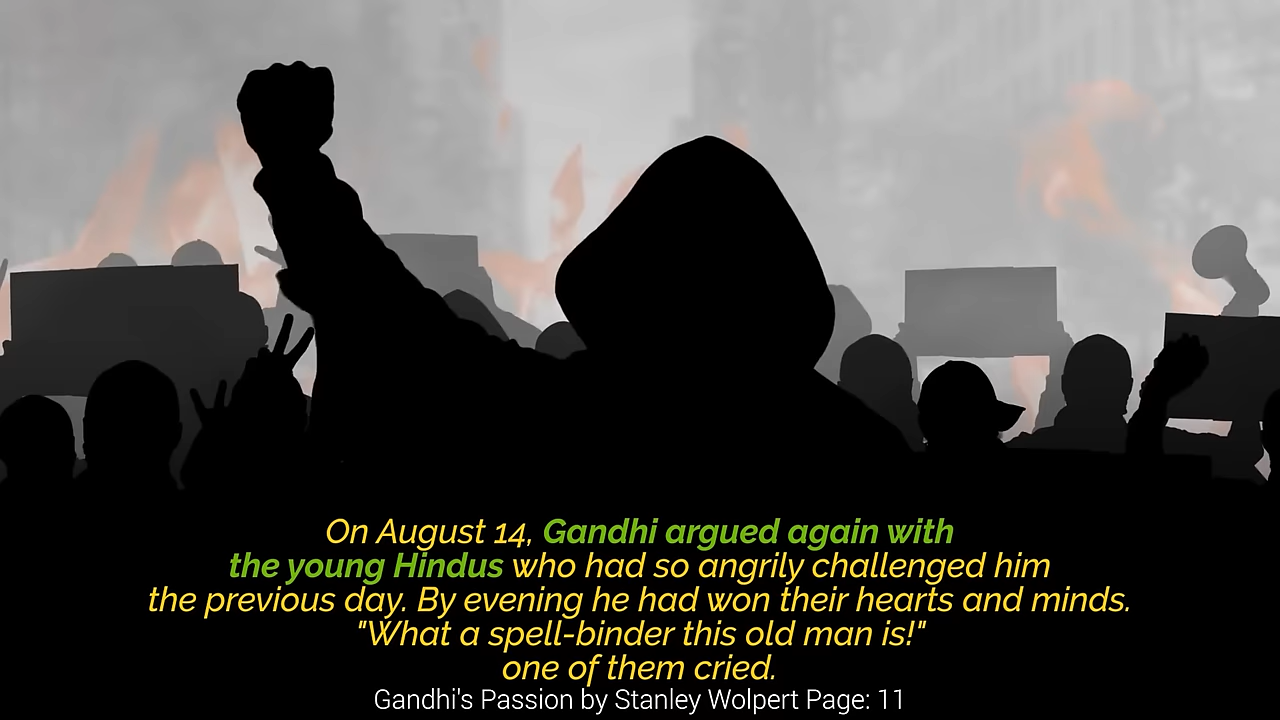 On August 14, Gandhi argued again with
the young Hindus who had so angrily challenged him
the previous day. By evening he had won their hearts and minds.
"What a spell-binder this old man is!"
one of them cried.
Gandhi's Passion by Stanley Wolpert Page: 11